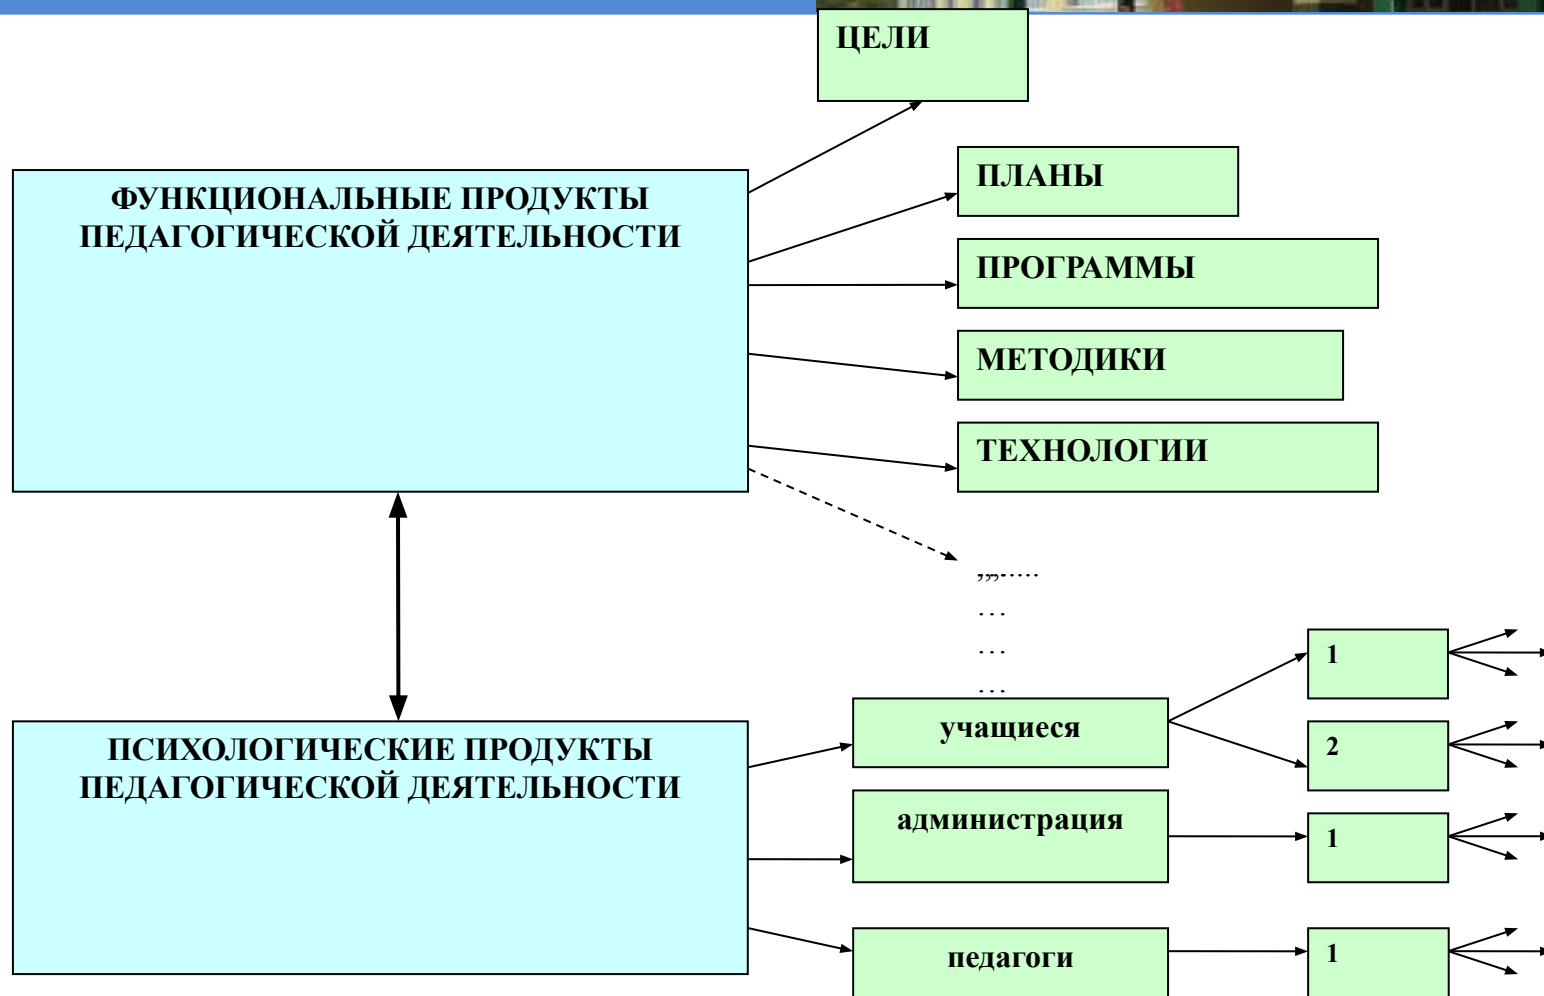 ЦЕЛИ
ФУНКЦИОНАЛЬНЫЕ ПРОДУКТЫ
ПЕДАГОГИЧЕСКОЙ ДЕЯТЕЛЬНОСТИ
ПЛАНЫ
ПРОГРАММЫ
МЕТОДИКИ
ТЕХНОЛОГИИ
,,,.....
…
…
…
ПСИХОЛОГИЧЕСКИЕ ПРОДУКТЫ
ПЕДАГОГИЧЕСКОЙ ДЕЯТЕЛЬНОСТИ
учащиеся
1
2
администрация
1
педагоги
1